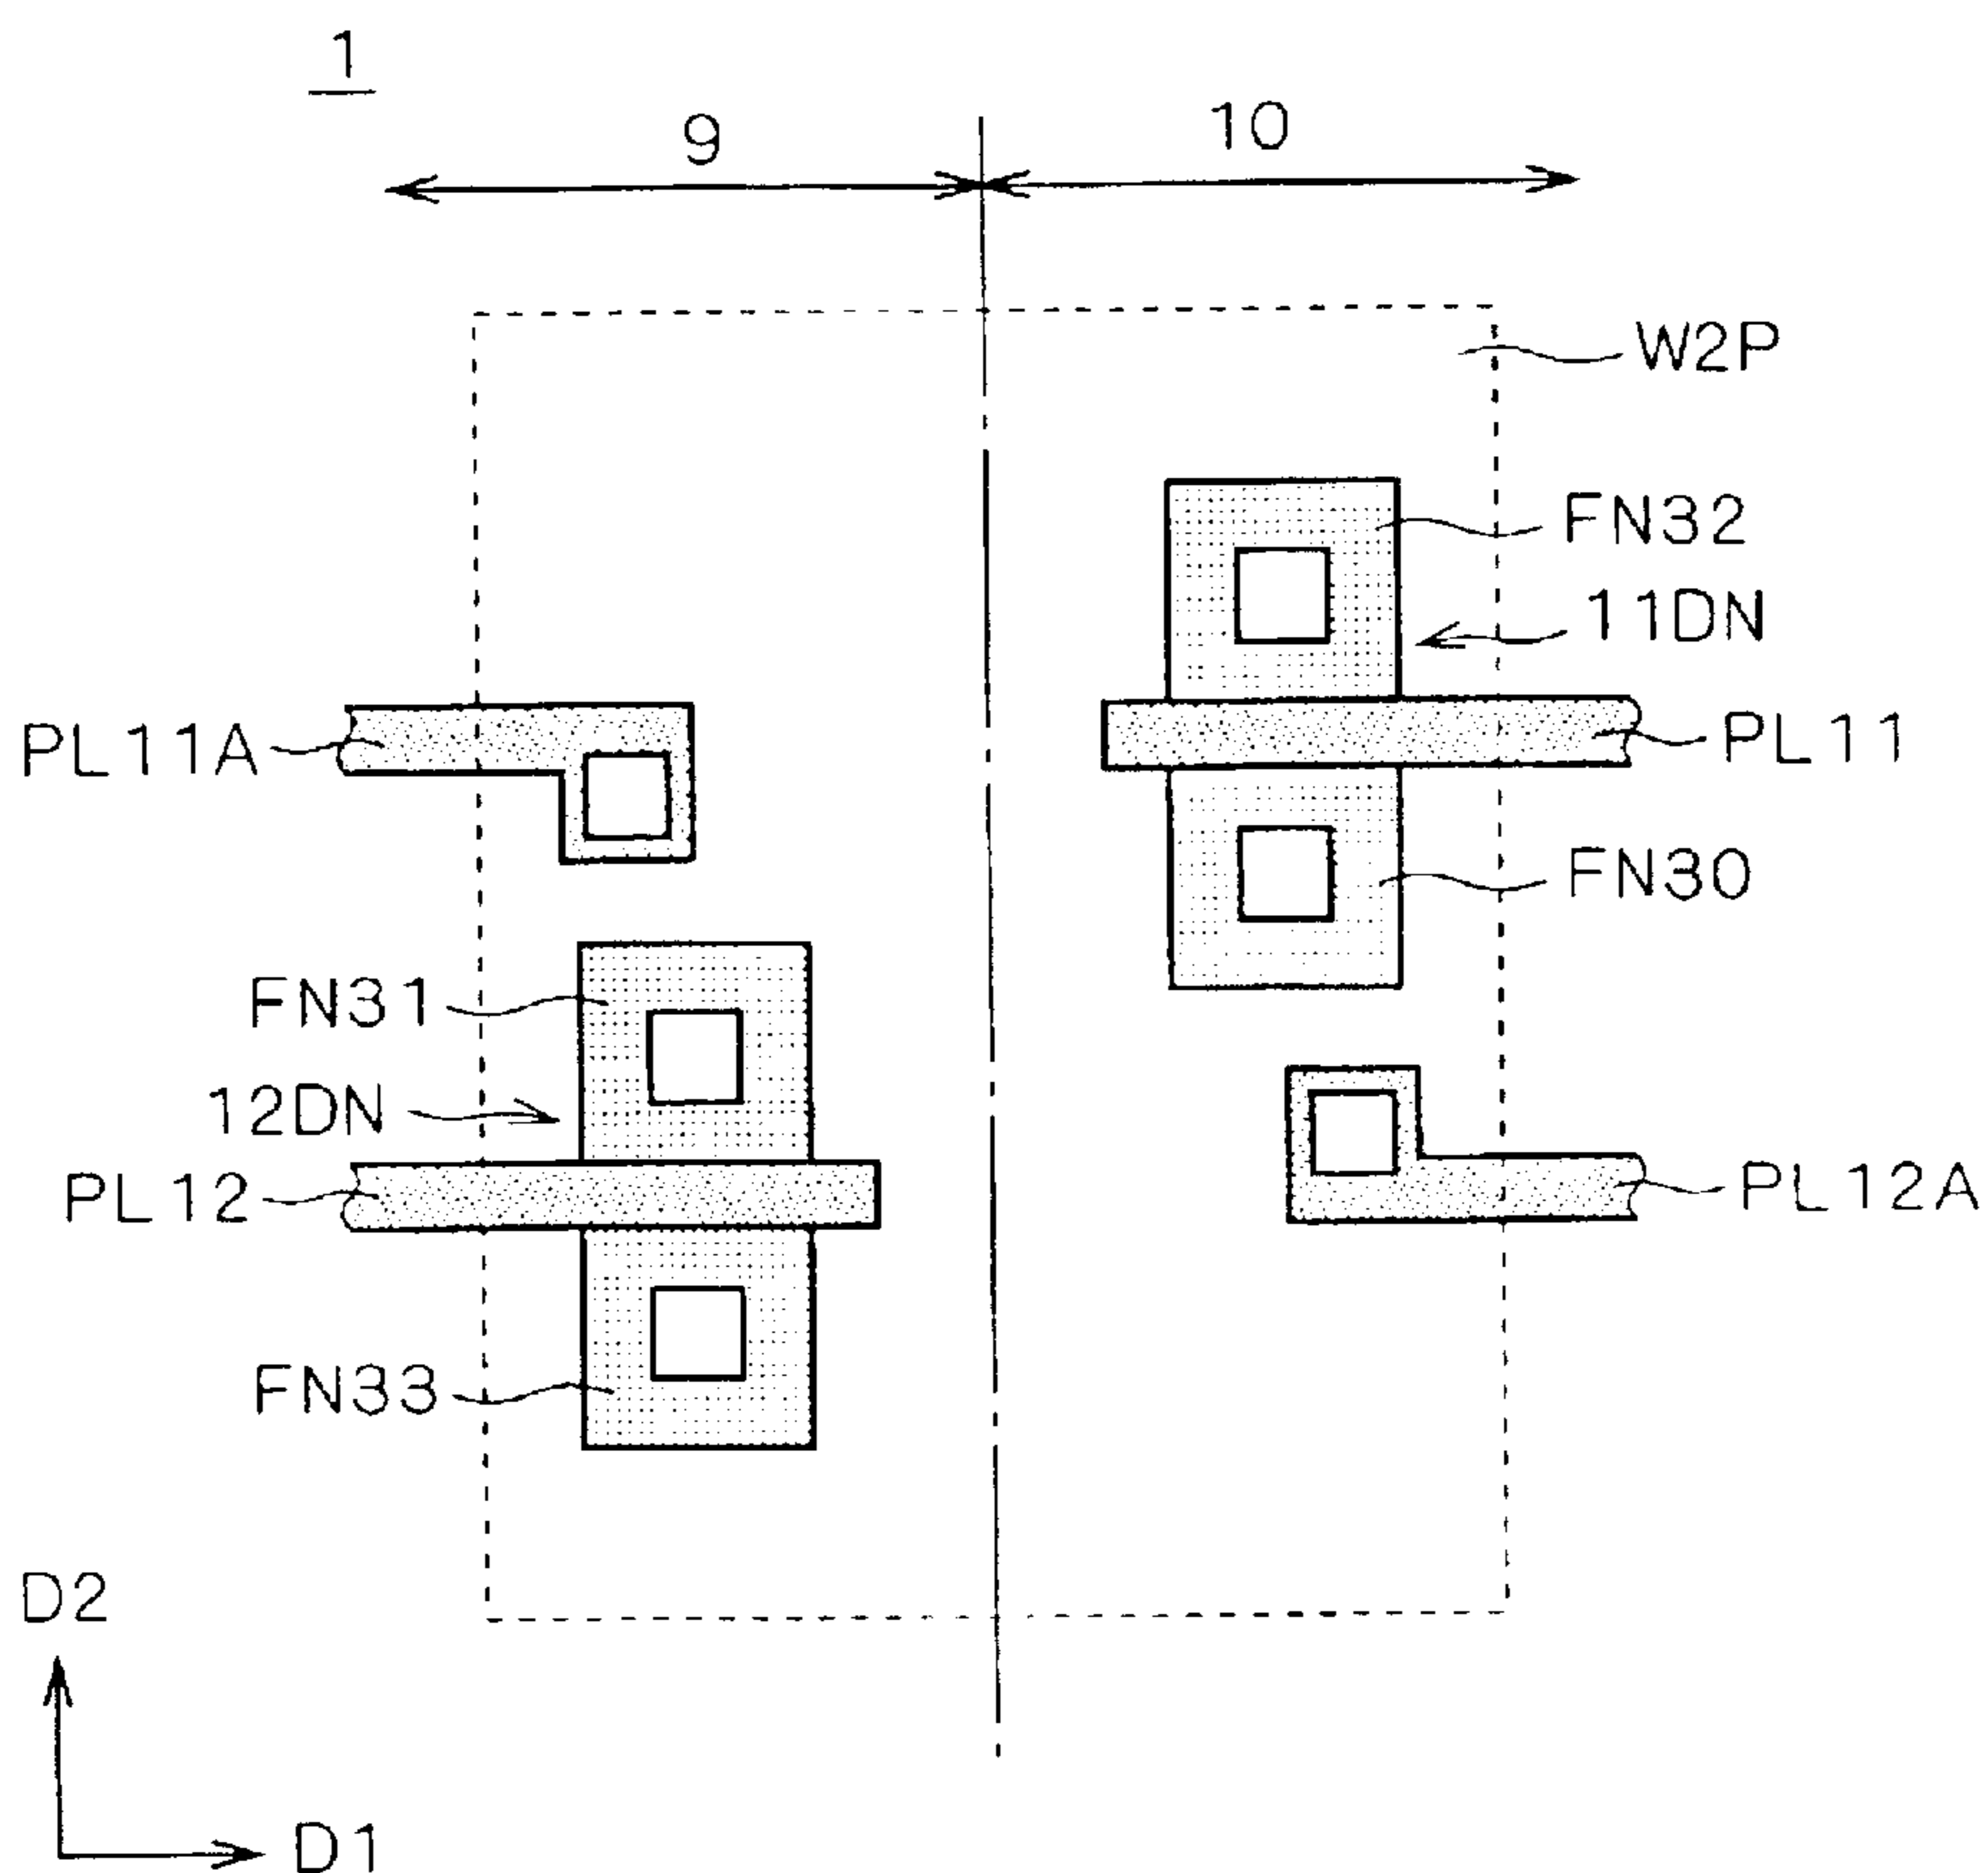 1
9 10
W2P
FN32
11DN
PL11A PL11
FN30
FN31
12DN
PL12 PL12A
FN33
D2
D1